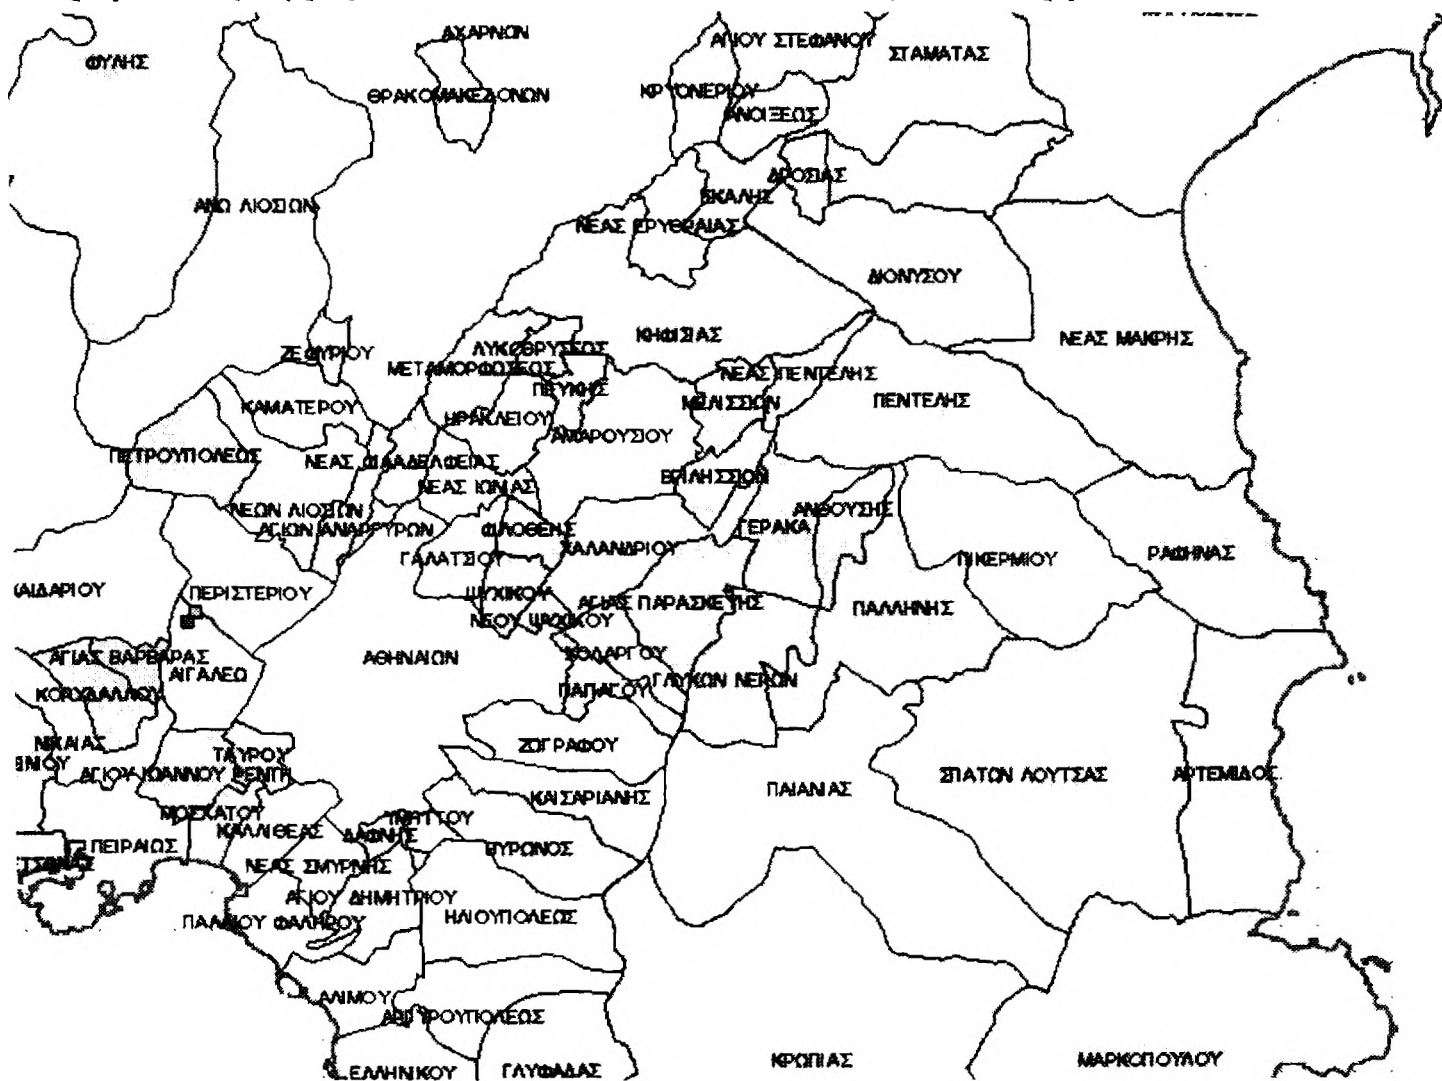 ΑΧΑΡΝΩΝ
ΑΓΙΟΥ ΣΤΕΦΑΝΟΥ
ΣΤΑΜΑΤΑΣ
ΦΥΛΗΣ
ΘΡΑΚΟΜΑΚΕΔΟΝΩΝ
ΚΡΥΟΝΕΡΙΟΥ
ΑΝΟΙΞΕΩΣ
ΔΡΟΣΙΑΣ
ΕΚΑΛΗΣ
ΑΝΩ ΛΙΟΣΙΩΝ
ΝΕΑΣ ΕΡΥΘΡΑΙΑΣ
ΔΙΟΝΥΣΟΥ
ΚΗΦΙΣΙΑΣ
ΝΕΑΣ ΜΑΚΡΗΣ
ΖΕΦΥΡΙΟΥ
ΛΥΚΟΒΡΥΣΕΩΣ
ΜΕΤΑΜΟΡΦΩΣΕΩΣ
ΝΕΑΣ ΠΕΝΤΕΛΗΣ
ΠΕΥΚΗΣ
ΜΕΛΙΣΣΙΩΝ
ΠΕΝΤΕΛΗΣ
ΚΑΜΑΤΕΡΟΥ
ΗΡΑΚΛΕΙΟΥ
ΑΜΑΡΟΥΣΙΟΥ
ΠΕΤΡΟΥΠΟΛΕΩΣ
ΝΕΑΣ ΦΙΛΑΔΕΛΦΕΙΑΣ
ΒΡΙΛΗΣΣΙΩΝ
ΝΕΑΣ ΙΩΝΙΑΣ
ΝΕΩΝ ΛΙΟΣΙΩΝ
ΑΝΘΟΥΣΗΣ
ΑΓΙΩΝ ΑΝΑΡΓΥΡΩΝ
ΦΙΛΟΘΕΗΣ
ΓΕΡΑΚΑ
ΓΑΛΑΤΣΙΟΥ
ΧΑΛΑΝΔΡΙΟΥ
ΠΙΚΕΡΜΙΟΥ
ΡΑΦΗΝΑΣ
ΧΑΙΔΑΡΙΟΥ
ΠΕΡΙΣΤΕΡΙΟΥ
ΨΥΧΙΚΟΥ
ΑΓΙΑΣ ΠΑΡΑΣΚΕΥΗΣ
ΠΑΛΛΗΝΗΣ
ΝΕΟΥ ΨΥΧΙΚΟΥ
ΑΓΙΑΣ ΒΑΡΒΑΡΑΣ
ΑΘΗΝΑΙΩΝ
ΧΟΛΑΡΓΟΥ
ΑΙΓΑΛΕΩ
ΚΟΡΥΔΑΛΛΟΥ
ΠΑΠΑΓΟΥ
ΓΛΥΚΩΝ ΝΕΡΩΝ
ΝΙΚΑΙΑΣ
ΖΩΓΡΑΦΟΥ
ΤΑΥΡΟΥ
ΑΓΙΟΥ ΙΩΑΝΝΟΥ ΡΕΝΤΗ
ΣΠΑΤΩΝ ΛΟΥΤΣΑΣ
ΑΡΤΕΜΙΔΟΣ
ΠΑΙΑΝΙΑΣ
ΚΑΙΣΑΡΙΑΝΗΣ
ΜΟΣΧΑΤΟΥ
ΥΜΗΤΤΟΥ
ΚΑΛΛΙΘΕΑΣ
ΔΑΦΝΗΣ
ΠΕΙΡΑΙΩΣ
ΒΥΡΩΝΟΣ
ΝΕΑΣ ΣΜΥΡΝΗΣ
ΑΓΙΟΥ ΔΗΜΗΤΡΙΟΥ
ΗΛΙΟΥΠΟΛΕΩΣ
ΠΑΛΑΙΟΥ ΦΑΛΗΡΟΥ
ΑΛΙΜΟΥ
ΑΡΓΥΡΟΥΠΟΛΕΩΣ
ΚΡΩΠΙΑΣ
ΜΑΡΚΟΠΟΥΛΟΥ
ΕΛΛΗΝΙΚΟΥ
ΓΛΥΦΑΔΑΣ